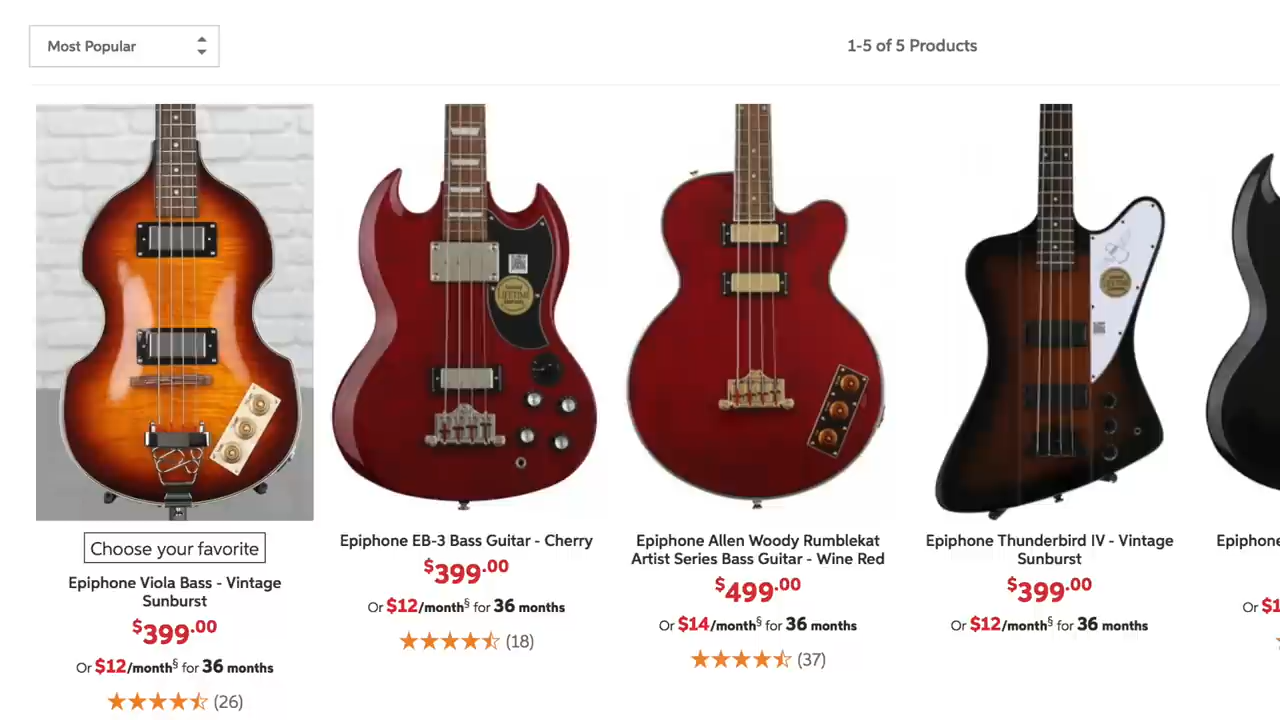 Most Popular
1-5 of 5 Products
LIFETIME
Choose your favorite
Epiphone Viola Bass - Vintage
Sunburst
$399.00
Or $12/month§ for 36 months
(26)
Epiphone EB-3 Bass Guitar - Cherry
$399.00
Or $12/month§ for 36 months
(18)
Epiphone Allen Woody Rumblekat
Artist Series Bass Guitar - Wine Red
$499.00
Or $14/month§ for 36 months
(37)
Epiphone Thunderbird IV - Vintage
Sunburst
$399.00
Or $12/month§ for 36 months
Epiphone
Or $1